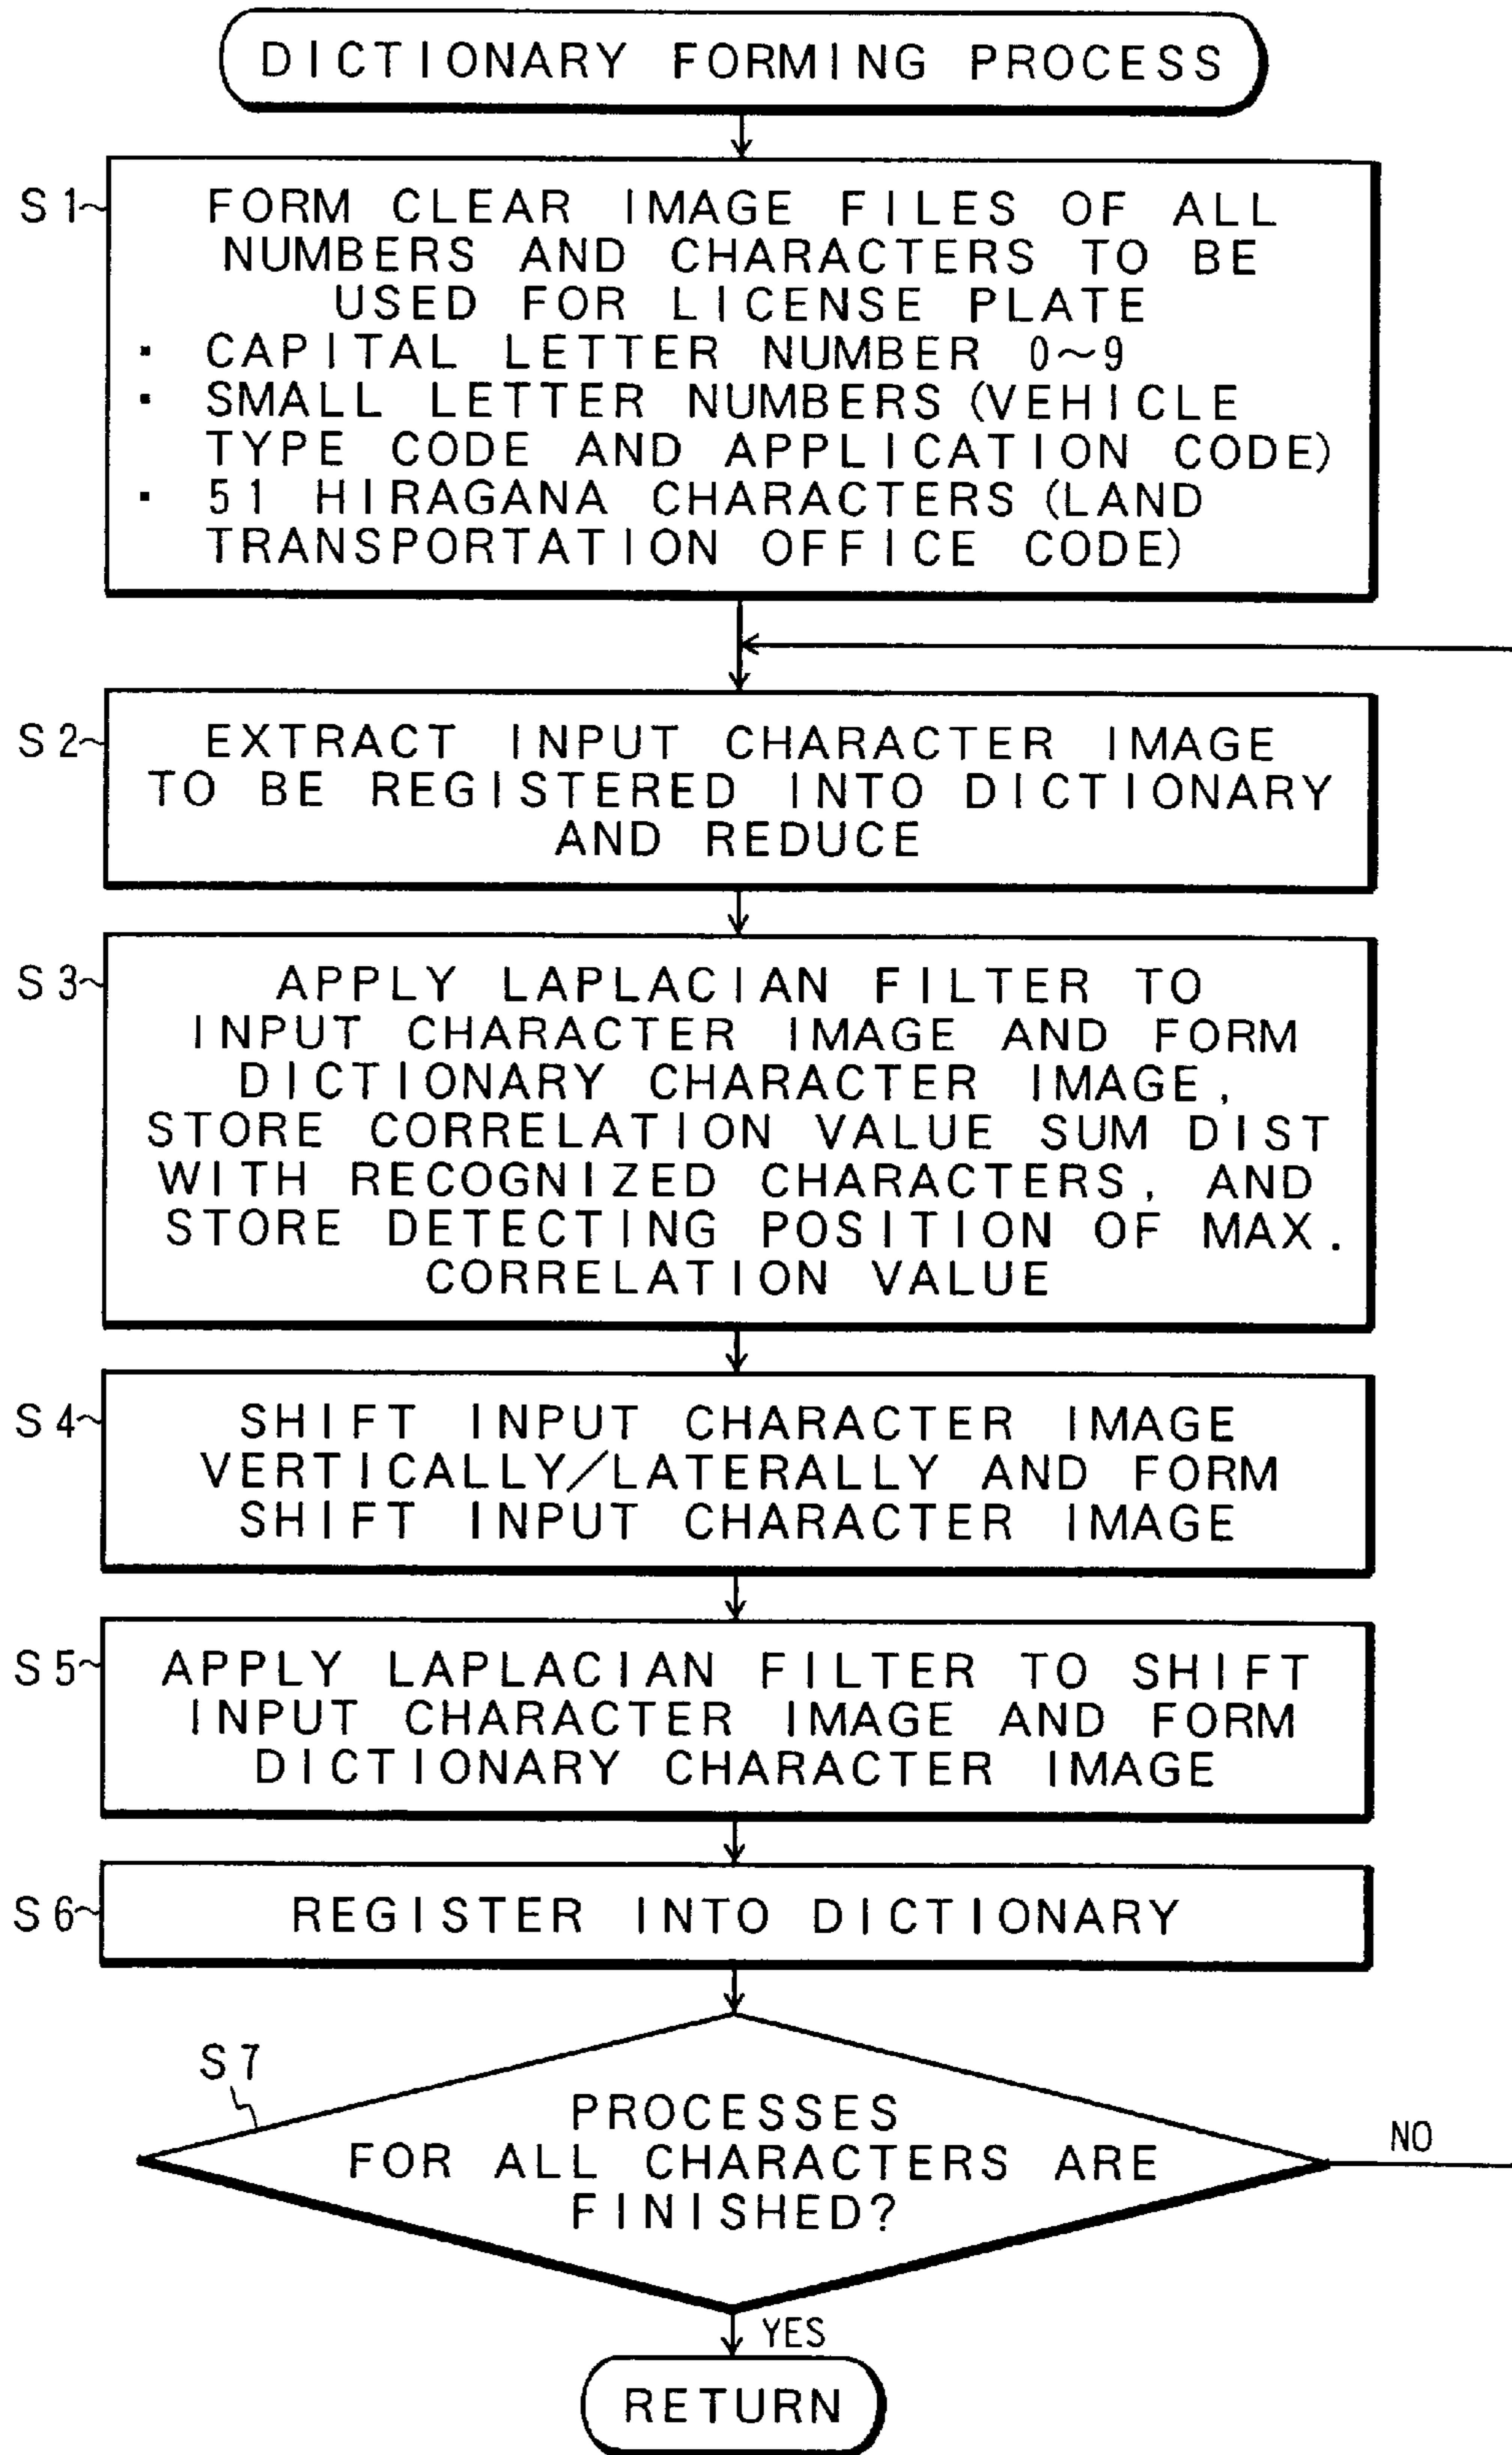 DICTIONARY FORMING PROCESS
S1
FORM CLEAR IMAGE FILES OF ALL
NUMBERS AND CHARACTERS TO BE
USED FOR LICENSE PLATE
· CAPITAL LETTER NUMBER 0~9
· SMALL LETTER NUMBERS (VEHICLE
TYPE CODE AND APPLICATION CODE)
· 51 HIRAGANA CHARACTERS (LAND
TRANSPORTATION OFFICE CODE)
S2
EXTRACT INPUT CHARACTER IMAGE
TO BE REGISTERED INTO DICTIONARY
AND REDUCE
S3
APPLY LAPLACIAN FILTER TO
INPUT CHARACTER IMAGE AND FORM
DICTIONARY CHARACTER IMAGE,
STORE CORRELATION VALUE SUM DIST
WITH RECOGNIZED CHARACTERS, AND
STORE DETECTING POSITION OF MAX.
CORRELATION VALUE
S4
SHIFT INPUT CHARACTER IMAGE
VERTICALLY/LATERALLY AND FORM
SHIFT INPUT CHARACTER IMAGE
S5
APPLY LAPLACIAN FILTER TO SHIFT
INPUT CHARACTER IMAGE AND FORM
DICTIONARY CHARACTER IMAGE
S6
REGISTER INTO DICTIONARY
S7
PROCESSES
FOR ALL CHARACTERS ARE
FINISHED?
NO
YES
RETURN